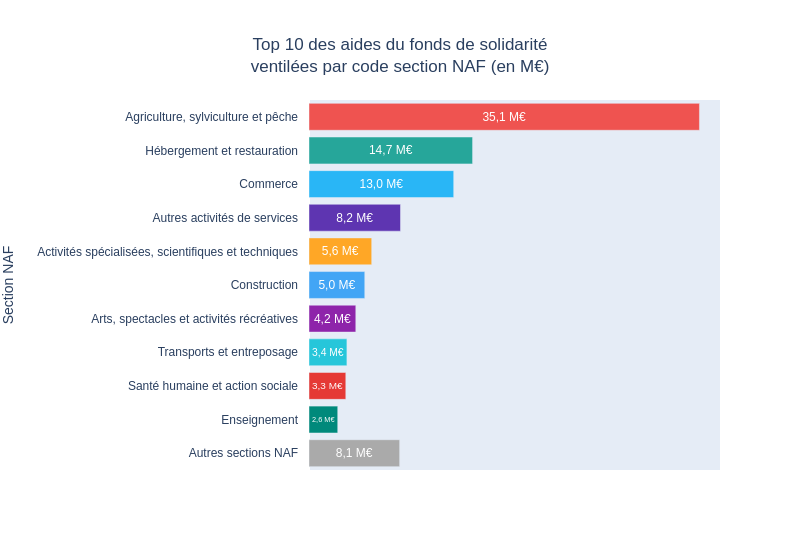 Top 10 des aides du fonds de solidarité
ventilées par code section NAF (en M€)
Section NAF
Agriculture, sylviculture et pêche 35,1 M€
Hébergement et restauration 14,7 M€
Commerce 13,0 M€
Autres activités de services 8,2 M€
Activités spécialisées, scientifiques et techniques 5,6 M€
Construction 5,0 M€
Arts, spectacles et activités récréatives 4,2 M€
Transports et entreposage 3,4 M€
Santé humaine et action sociale 3,3 M€
Enseignement 2,6 M€
Autres sections NAF 8,1 M€